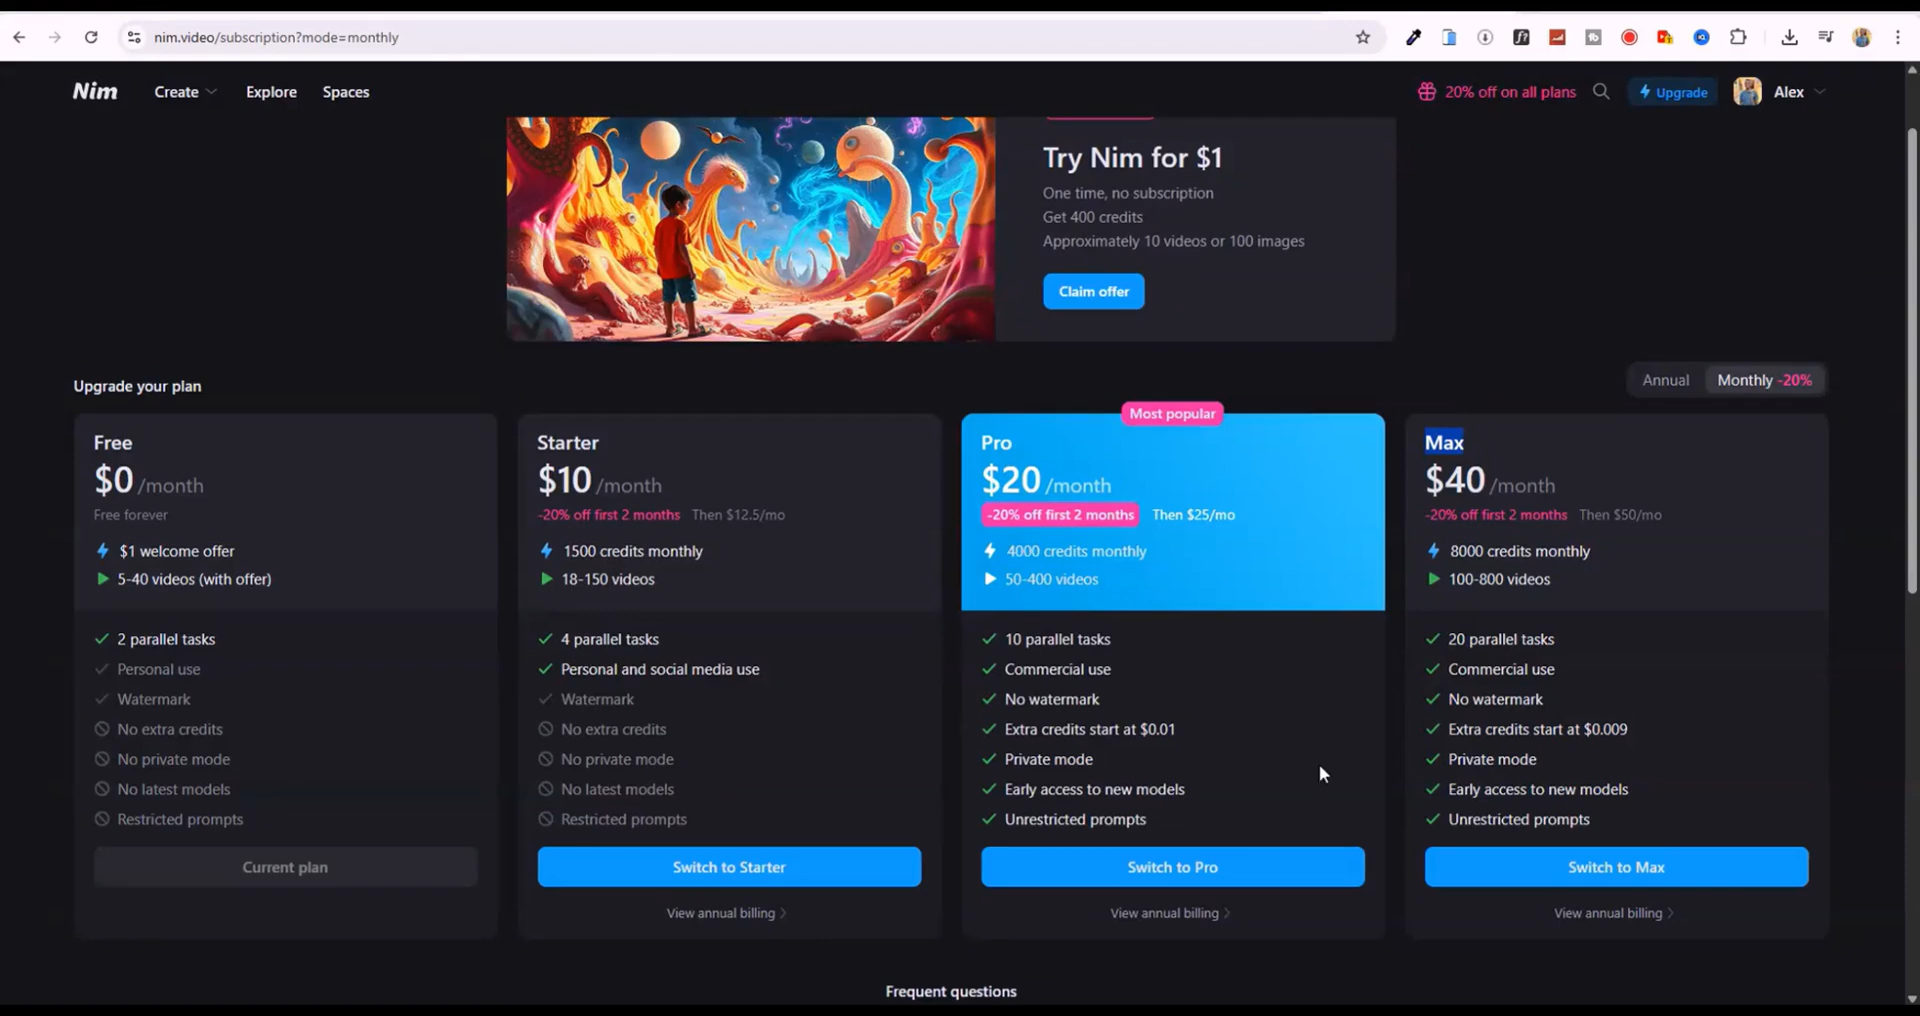 nim.video/subscription?mode=monthly
Nim
Create
Explore
Spaces
20% off on all plans
Upgrade
Alex
Try Nim for $1
One time, no subscription
Get 400 credits
Approximately 10 videos or 100 images
Claim offer
Upgrade your plan
Annual
Monthly -20%
Free
$0 /month
Free forever
$1 welcome offer
5-40 videos (with offer)
2 parallel tasks
Personal use
Watermark
No extra credits
No private mode
No latest models
Restricted prompts
Current plan
Starter
$10 /month
-20% off first 2 months Then $12.5/mo
1500 credits monthly
18-150 videos
4 parallel tasks
Personal and social media use
Watermark
No extra credits
No private mode
No latest models
Restricted prompts
Switch to Starter
View annual billing
Most popular
Pro
$20 /month
-20% off first 2 months Then $25/mo
4000 credits monthly
50-400 videos
10 parallel tasks
Commercial use
No watermark
Extra credits start at $0.01
Private mode
Early access to new models
Unrestricted prompts
Switch to Pro
View annual billing
Max
$40 /month
-20% off first 2 months Then $50/mo
8000 credits monthly
100-800 videos
20 parallel tasks
Commercial use
No watermark
Extra credits start at $0.009
Private mode
Early access to new models
Unrestricted prompts
Switch to Max
View annual billing
Frequent questions